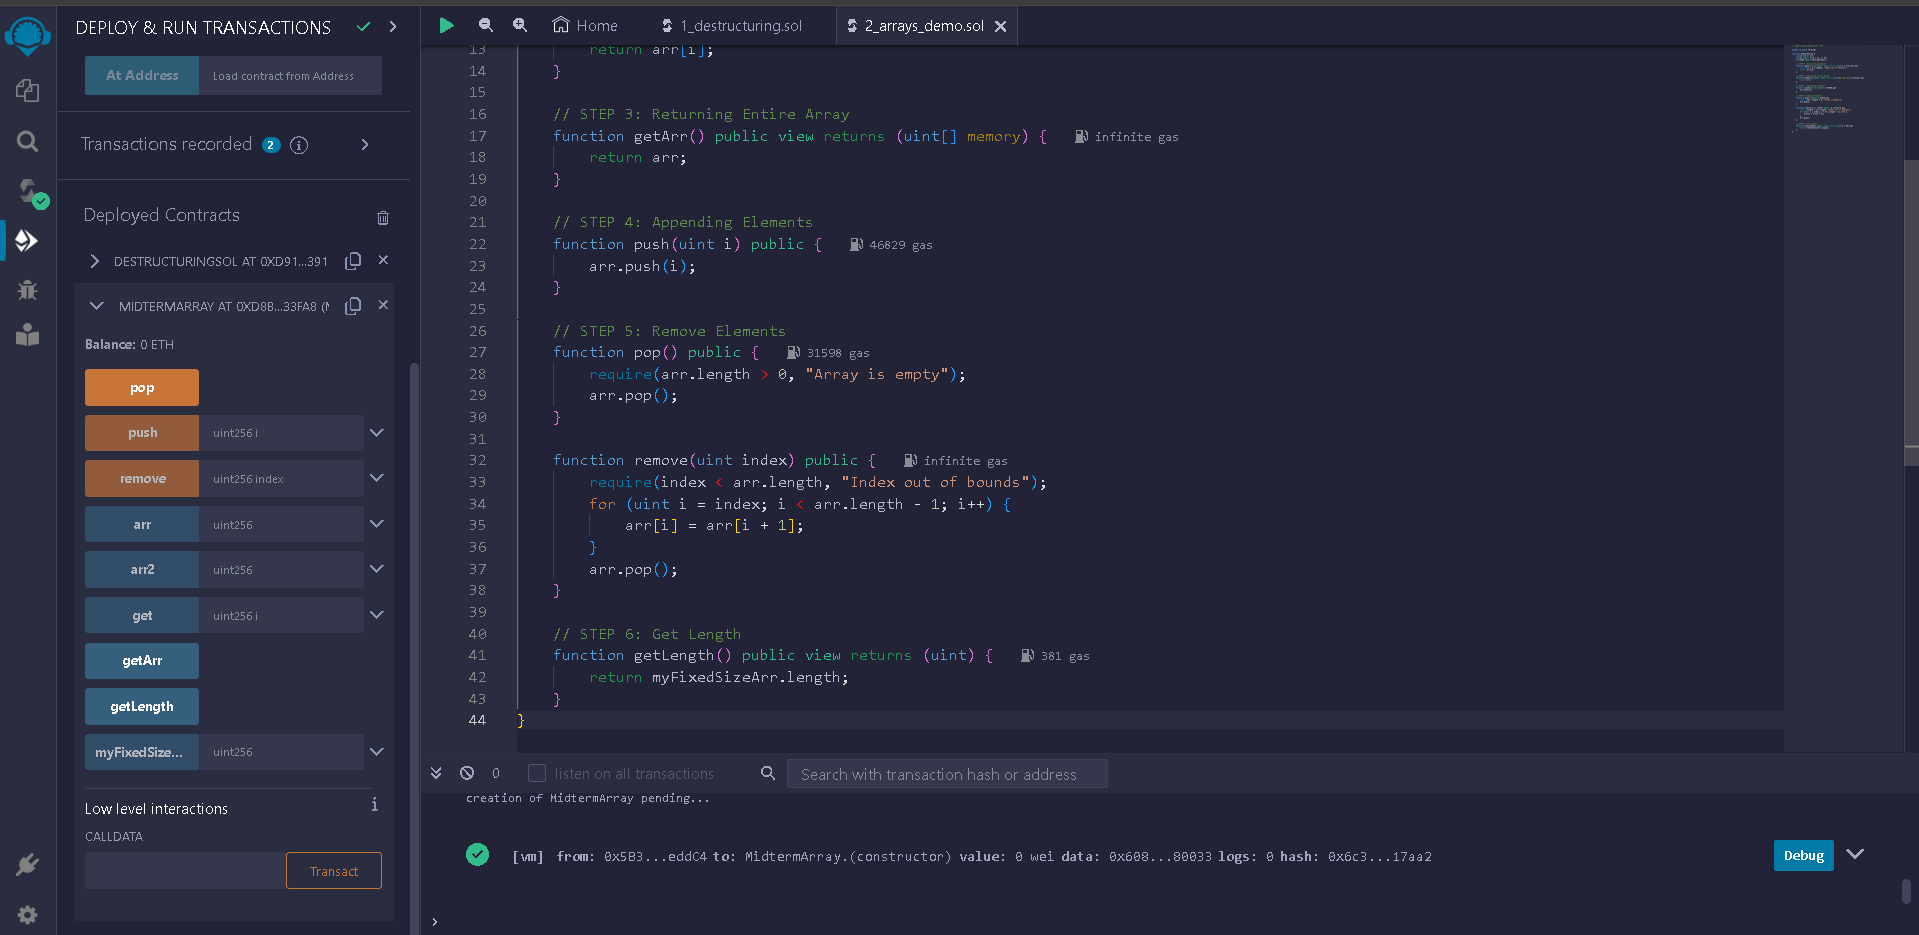 DEPLOY & RUN TRANSACTIONS
At Address
Load contract from Address
Transactions recorded 2
Deployed Contracts
DESTRUCTURINGSOL AT 0XD91...391
MIDTERMARRAY AT 0XD8B...33FA8 (
Balance: 0 ETH
pop
push uint256 i
remove uint256 index
arr uint256
arr2 uint256
get uint256 i
getArr
getLength
myFixedSize... uint256
Low level interactions
CALLDATA
Transact
Home
1_destructuring.sol
2_arrays_demo.sol
13 return arr[i];
14 }
15
16 // STEP 3: Returning Entire Array
17 function getArr() public view returns (uint[] memory) { infinite gas
18 return arr;
19 }
20
21 // STEP 4: Appending Elements
22 function push(uint i) public { 46829 gas
23 arr.push(i);
24 }
25
26 // STEP 5: Remove Elements
27 function pop() public { 31598 gas
28 require(arr.length > 0, "Array is empty");
29 arr.pop();
30 }
31
32 function remove(uint index) public { infinite gas
33 require(index < arr.length, "Index out of bounds");
34 for (uint i = index; i < arr.length - 1; i++) {
35 arr[i] = arr[i + 1];
36 }
37 arr.pop();
38 }
39
40 // STEP 6: Get Length
41 function getLength() public view returns (uint) { 381 gas
42 return myFixedSizeArr.length;
43 }
44 }
0 listen on all transactions Search with transaction hash or address
creation of MidtermArray pending...
[vm] from: 0x5B3...eddC4 to: MidtermArray.(constructor) value: 0 wei data: 0x608...80033 logs: 0 hash: 0x6c3...17aa2
Debug
>